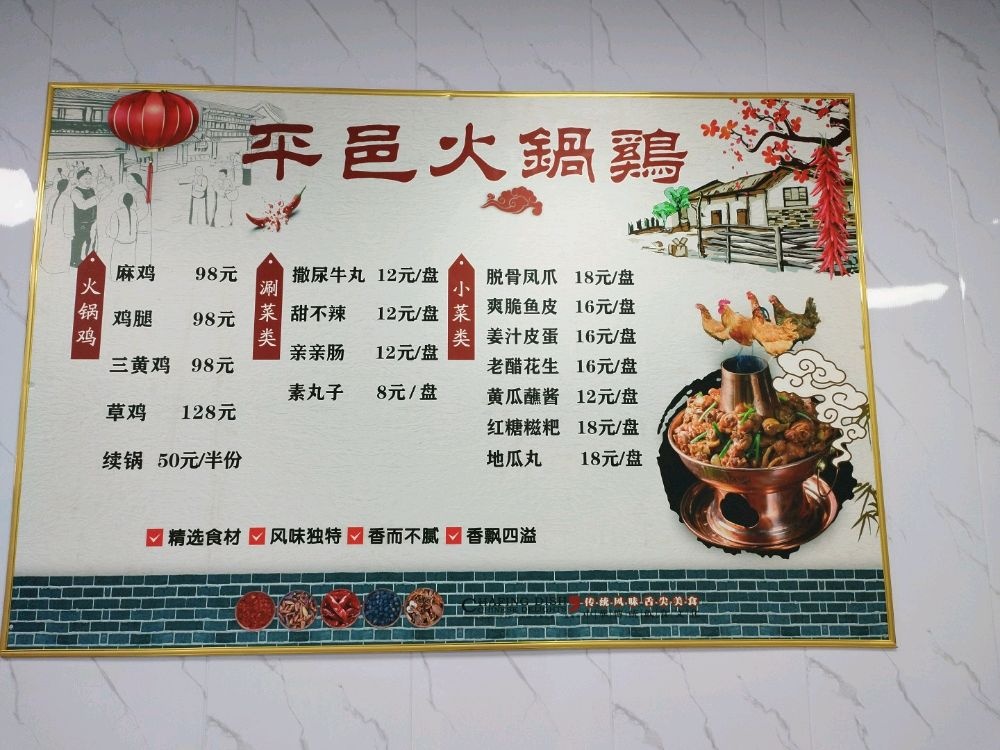 平邑火鍋鷄
火锅鸡
麻鸡 98元
鸡腿 98元
三黄鸡 98元
草鸡 128元
续锅 50元/半份
涮菜类
撒尿牛丸 12元/盘
甜不辣 12元/盘
亲亲肠 12元/盘
素丸子 8元/盘
小菜类
脱骨凤爪 18元/盘
爽脆鱼皮 16元/盘
姜汁皮蛋 16元/盘
老醋花生 16元/盘
黄瓜蘸酱 12元/盘
红糖糍粑 18元/盘
地瓜丸 18元/盘
精选食材 风味独特 香而不腻 香飘四溢
传·统·风·味·舌·尖·美·食